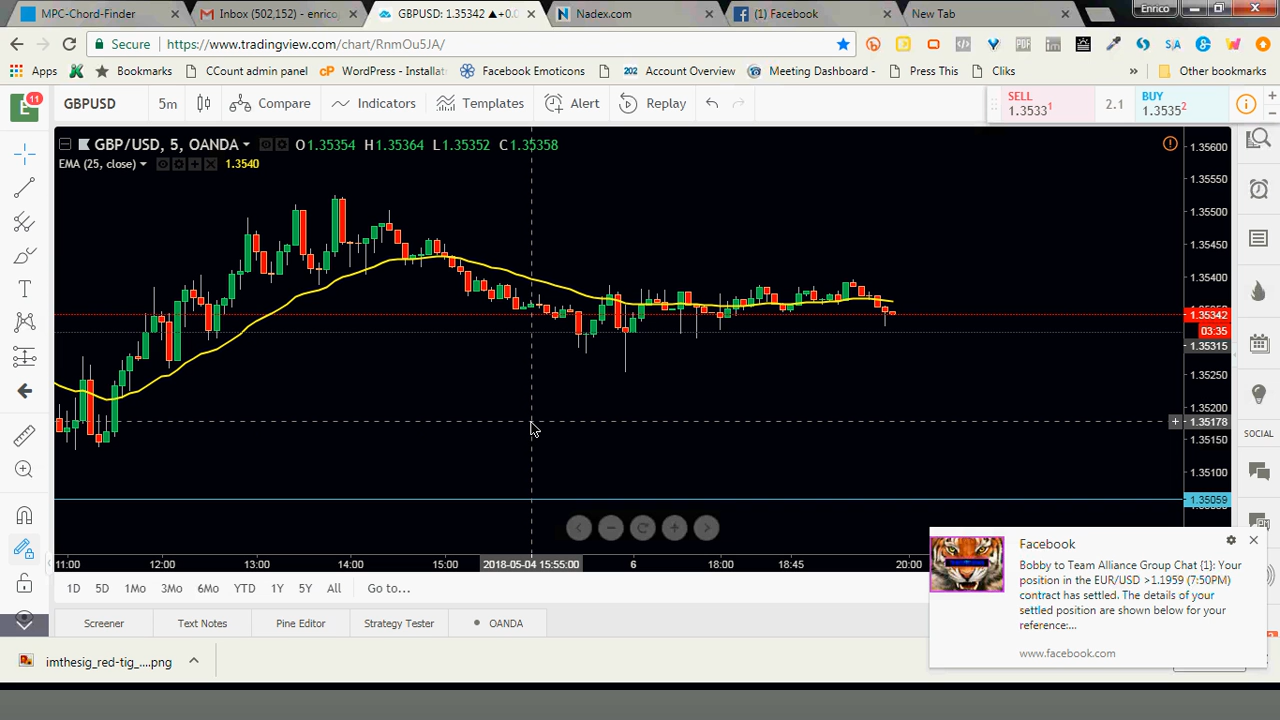 MPC-Chord-Finder
Inbox (502,152) - enrico
GBPUSD: 1.35342 ▲+0.0
Nadex.com
(1) Facebook
New Tab
Enrico
Secure
https://www.tradingview.com/chart/BtmOu5JA/
Apps
Bookmarks
CCount admin panel
WordPress - Installat
Facebook Emoticons
202 Account Overview
Meeting Dashboard -
Press This
Cliks
»
Other bookmarks
11
GBPUSD
5m
Compare
Indicators
Templates
Alert
Replay
SELL
1.3533¹
2.1
BUY
1.3535²
GBP/USD, 5, OANDA
O1.35354 H1.35364 L1.35352 C1.35358
EMA (25, close)
1.3540
1.35600
1.35550
1.35500
1.35450
1.35400
1.35342
03:35
1.35315
1.35250
1.35200
1.35178
1.35150
1.35100
1.35059
SOCIAL
11:00
12:00
13:00
14:00
15:00
2018-05-04 15:55:00
6
18:00
18:45
20:00
1D 5D 1Mo 3Mo 6Mo YTD 1Y 5Y All Go to...
Screener
Text Notes
Pine Editor
Strategy Tester
OANDA
Facebook
Bobby to Team Alliance Group Chat {1}: Your
position in the EUR/USD >1.1959 (7:50PM)
contract has settled. The details of your
settled position are shown below for your
reference:...
www.facebook.com
imthesig_red-tig_....png